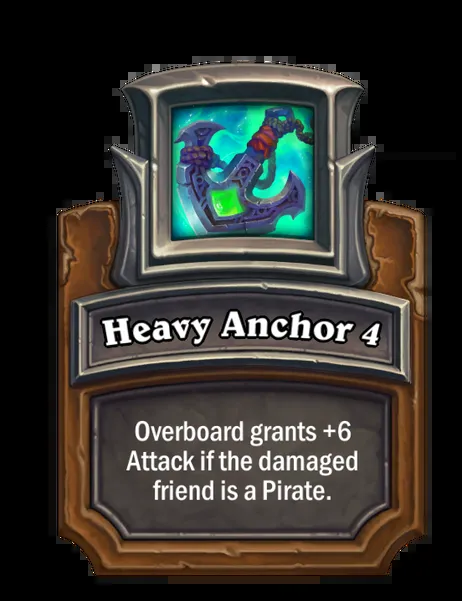 Heavy Anchor 4
Overboard grants +6
Attack if the damaged
friend is a Pirate.